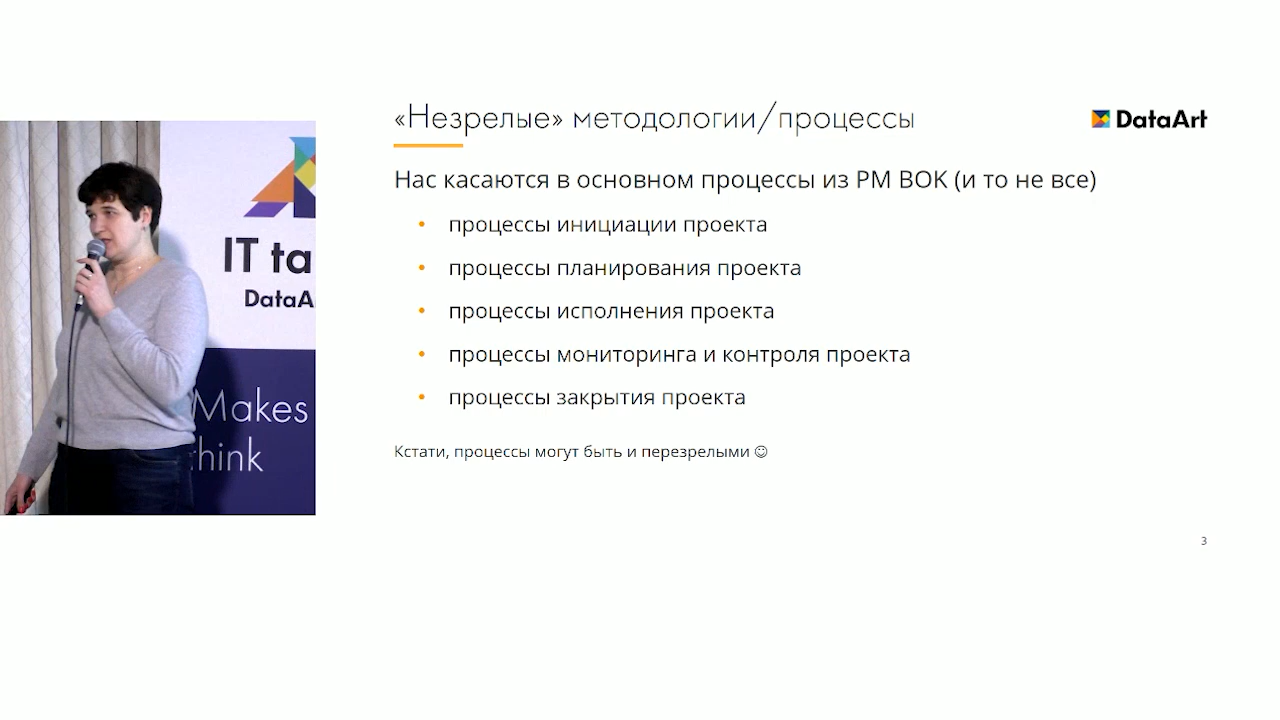 «Незрелые» методологии/процессы
DataArt
Нас касаются в основном процессы из PM BOK (и то не все)
• процессы инициации проекта
• процессы планирования проекта
• процессы исполнения проекта
• процессы мониторинга и контроля проекта
• процессы закрытия проекта
Кстати, процессы могут быть и перезрелыми ☺
3
IT ta
DataA
Makes
hink